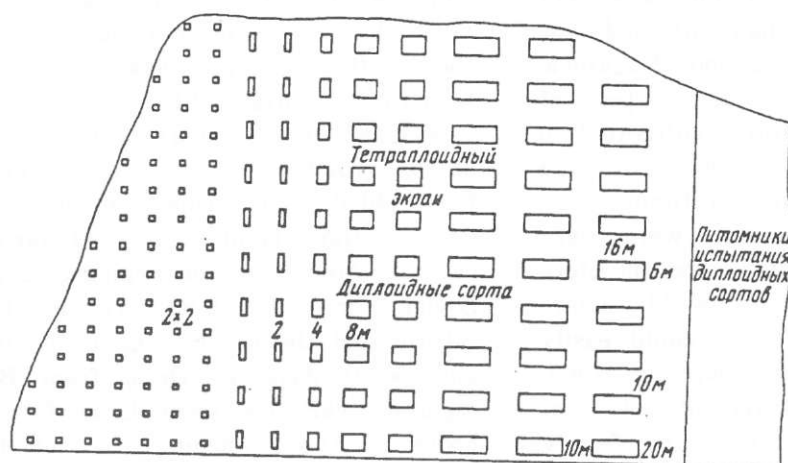 Тетраплоидный
экран
16м
Питомники
испытания
диплоидных
сортов
6м
Диплоидные сорта
2×2
2
4
8м
10м
10м
20м